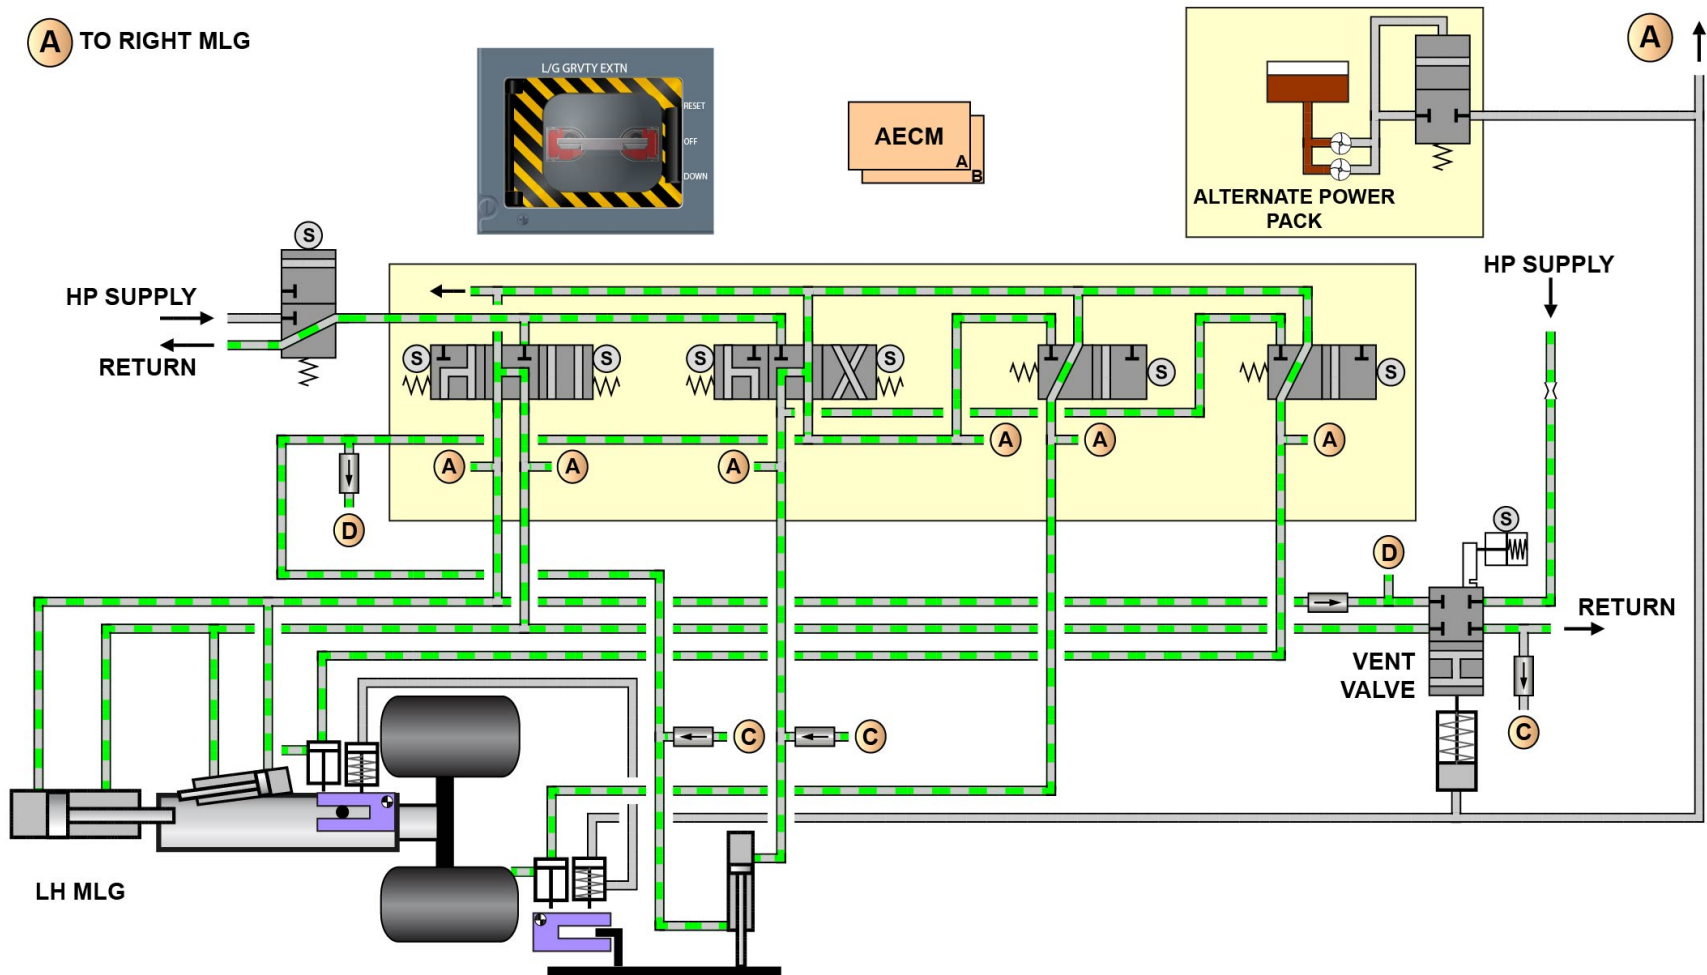 A TO RIGHT MLG
L/G GRVTY EXTN
RESET
OFF
DOWN
AECM
A
B
A
ALTERNATE POWER
PACK
HP SUPPLY
S
HP SUPPLY
RETURN
S
S
S
S
S
S
A
A
A
A
A
A
A
D
S
D
RETURN
VENT
VALVE
C
C
C
LH MLG